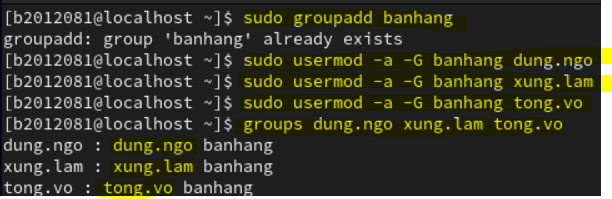 [b2012081@localhost ~]$ sudo groupadd banhang
groupadd: group 'banhang' already exists
[b2012081@localhost ~]$ sudo usermod -a -G banhang dung.ngo
[b2012081@localhost ~]$ sudo usermod -a -G banhang xung.lam
[b2012081@localhost ~]$ sudo usermod -a -G banhang tong.vo
[b2012081@localhost ~]$ groups dung.ngo xung.lam tong.vo
dung.ngo : dung.ngo banhang
xung.lam : xung.lam banhang
tong.vo : tong.vo banhang